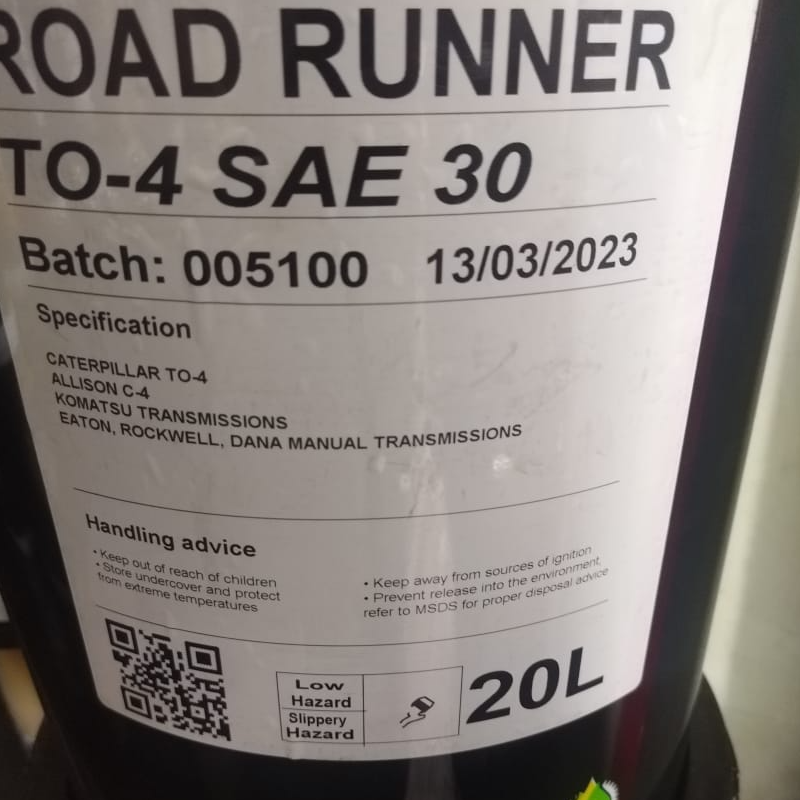 ROAD RUNNER
TO-4 SAE 30
Batch: 005100 13/03/2023
Specification
CATERPILLAR TO-4
ALLISON C-4
KOMATSU TRANSMISSIONS
EATON, ROCKWELL, DANA MANUAL TRANSMISSIONS
Handling advice
• Keep out of reach of children
• Store undercover and protect
from extreme temperatures
• Keep away from sources of ignition
• Prevent release into the environment,
refer to MSDS for proper disposal advice
Low
Hazard
Slippery
Hazard
20L